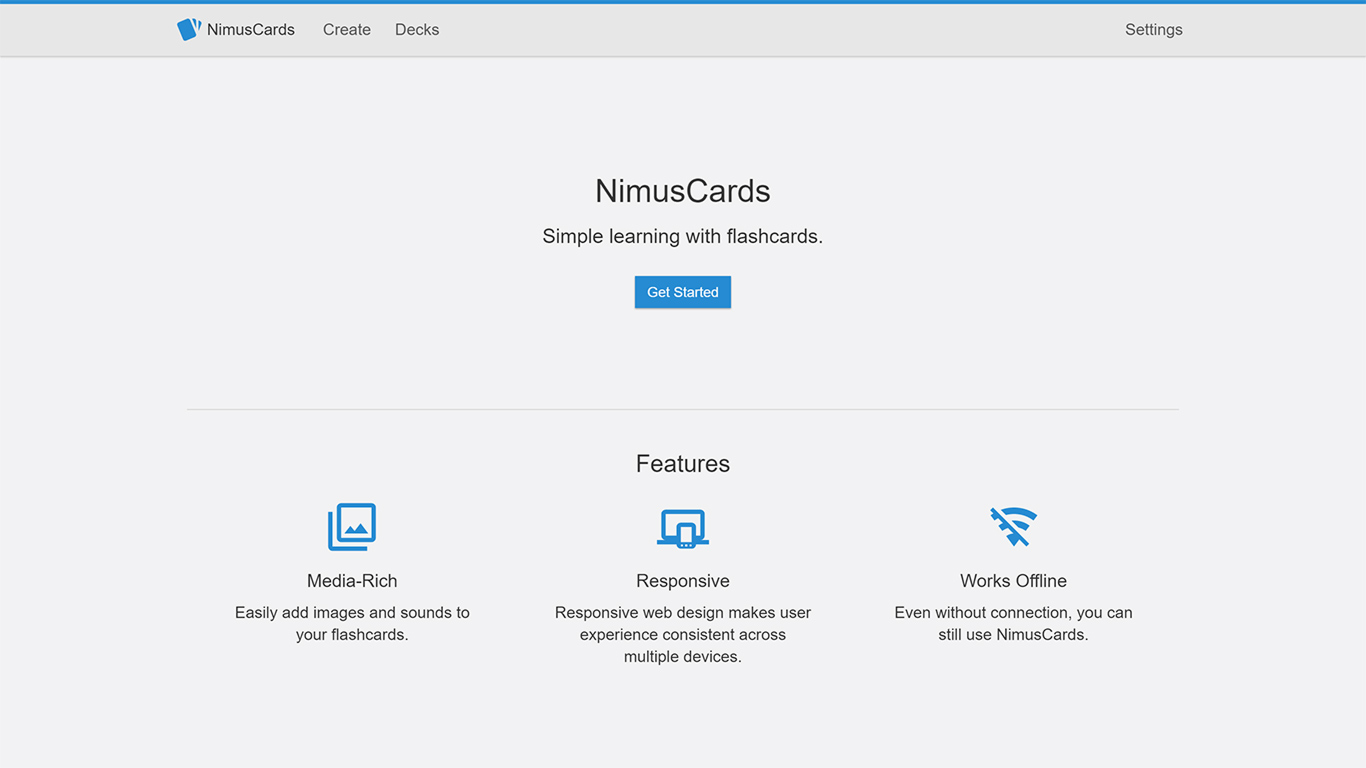 NimusCards Create Decks Settings
NimusCards
Simple learning with flashcards.
Get Started
Features
Media-Rich
Easily add images and sounds to
your flashcards.
Responsive
Responsive web design makes user
experience consistent across
multiple devices.
Works Offline
Even without connection, you can
still use NimusCards.